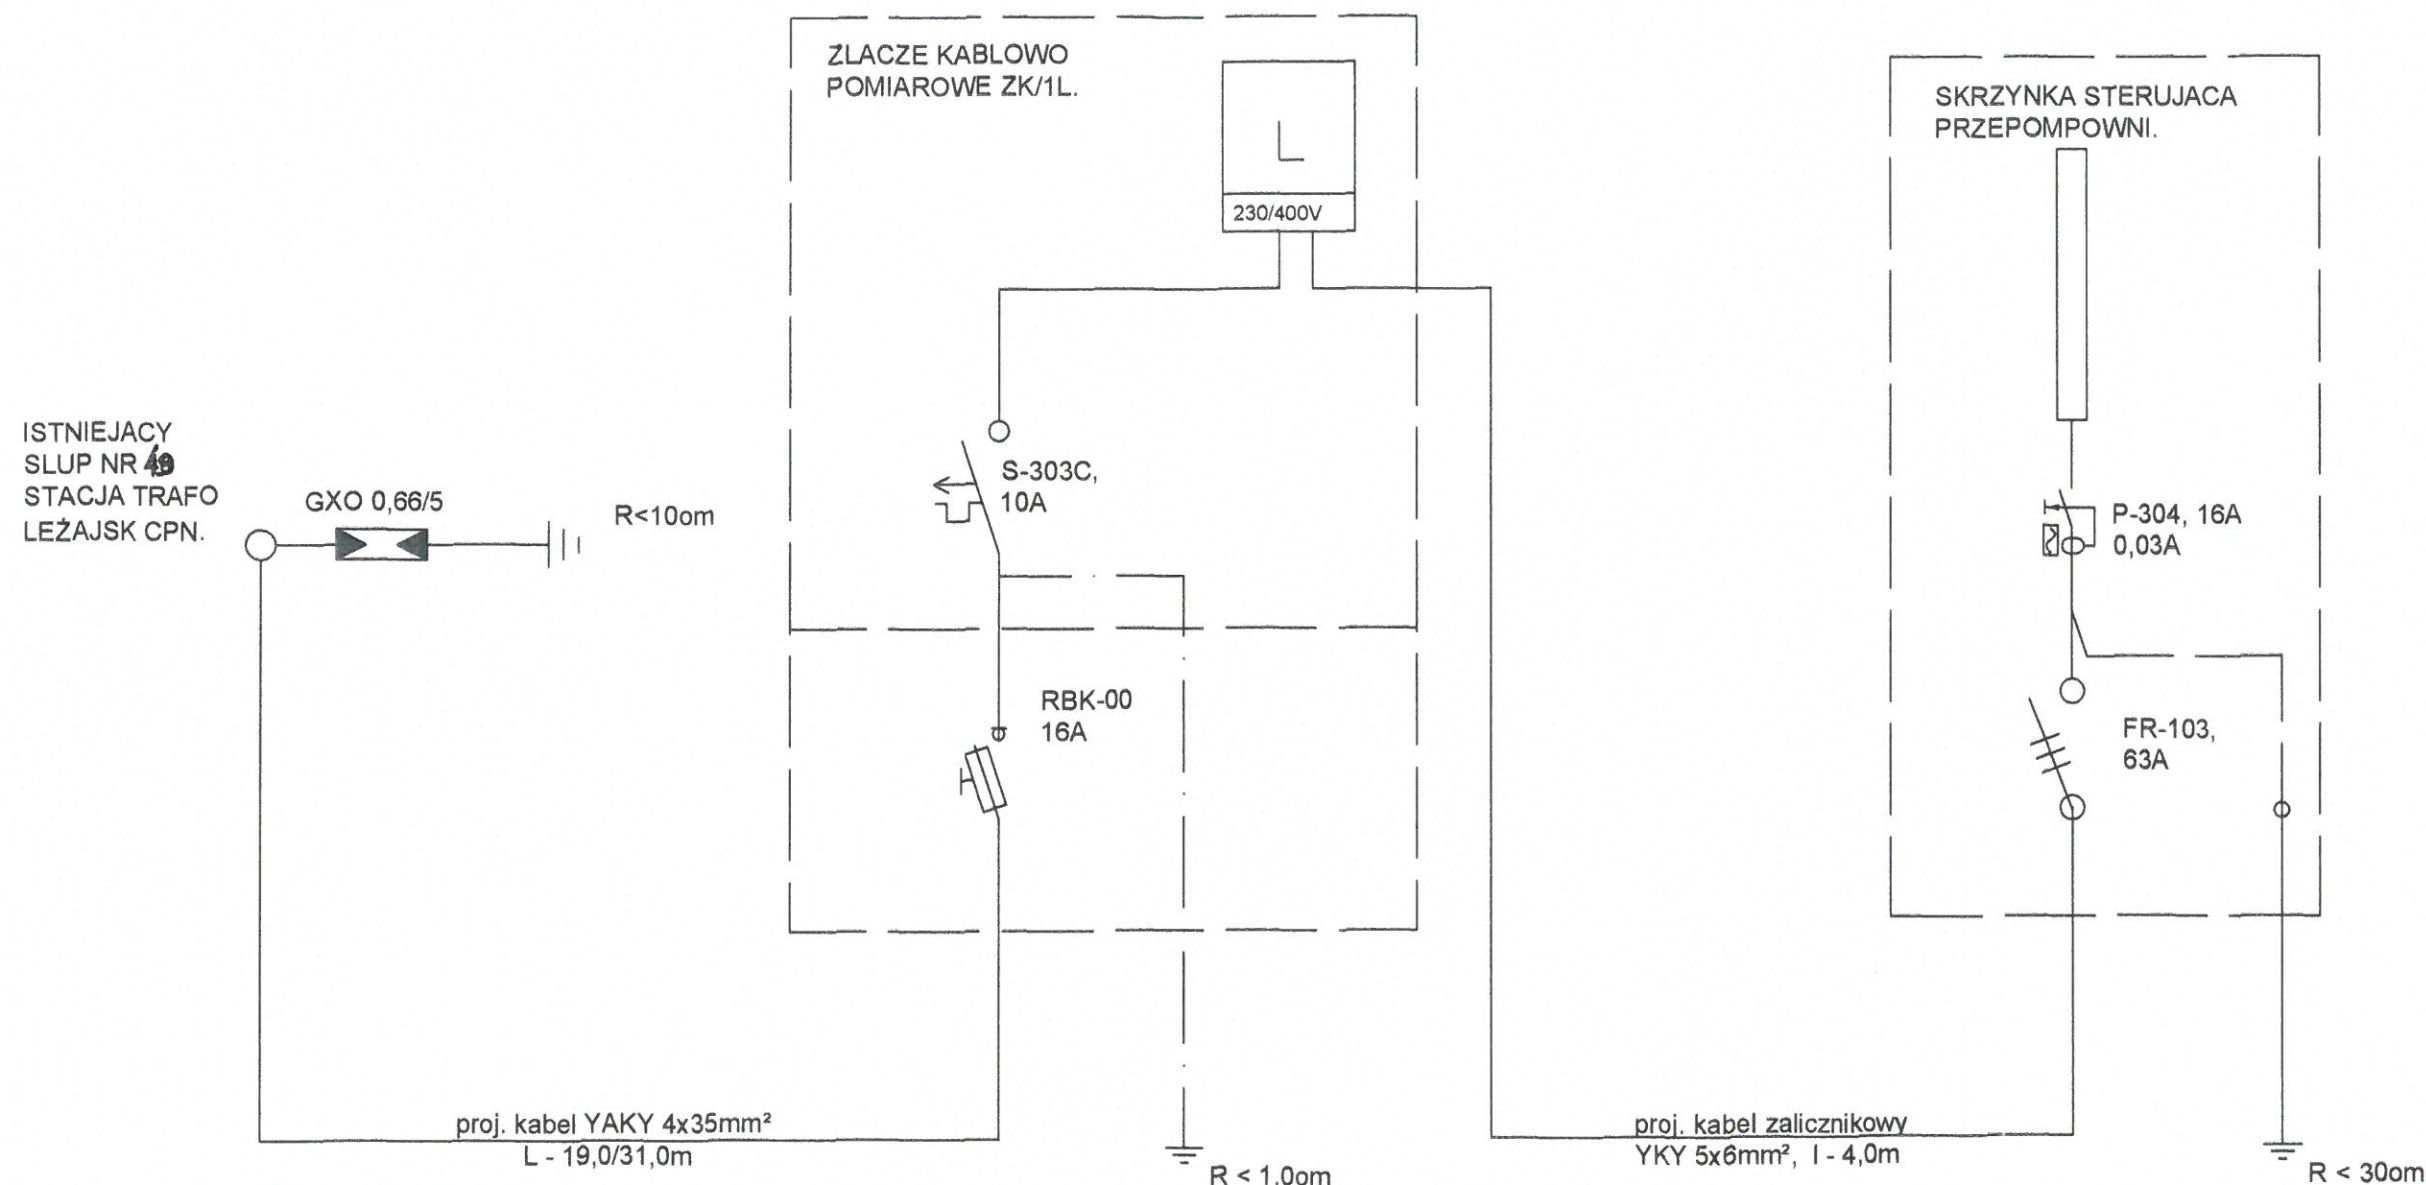 ZLACZE KABLOWO
POMIAROWE ZK/1L.
L
230/400V
SKRZYNKA STERUJACA
PRZEPOMPOWNI.
ISTNIEJACY
SLUP NR
STACJA TRAFO
LEŻAJSK CPN.
GXO 0,66/5
R<10om
S-303C,
10A
RBK-00
16A
P-304, 16A
0,03A
FR-103,
63A
proj. kabel YAKY 4x35mm²
L - 19,0/31,0m
R < 1,0om
proj. kabel zalicznikowy
YKY 5x6mm², l - 4,0m
R < 30om